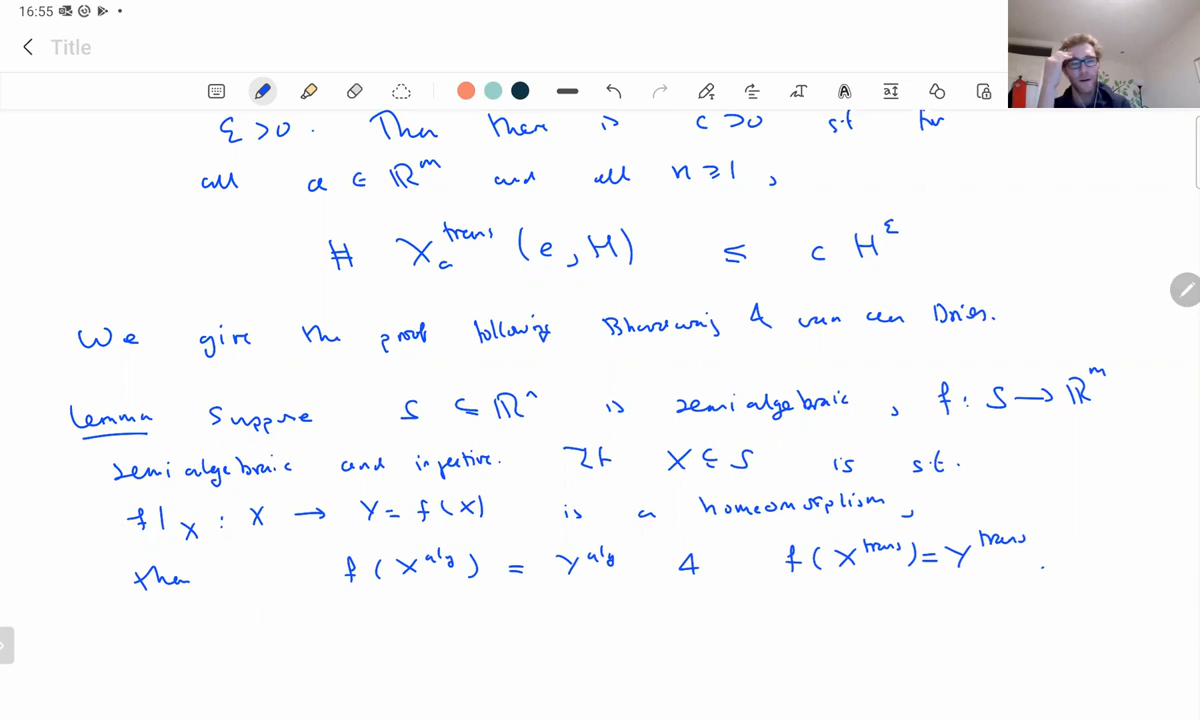 16:55
Title
ε > 0 . Then there is c > 0 s.t for
all a ∈ ℝ^m and all n ≥ 1 ,
# X_a^trans (e, H) ≤ c H^ε
We give the proof following Bhardwaj & van den Dries.
Lemma Suppose S ⊆ ℝ^n is semialgebraic , f : S → ℝ^m
semialgebraic and injective. If X ⊆ S is s.t.
f|_X : X → Y = f(X) is a homeomorphism,
then f(X^alg) = Y^alg & f(X^trans) = Y^trans .